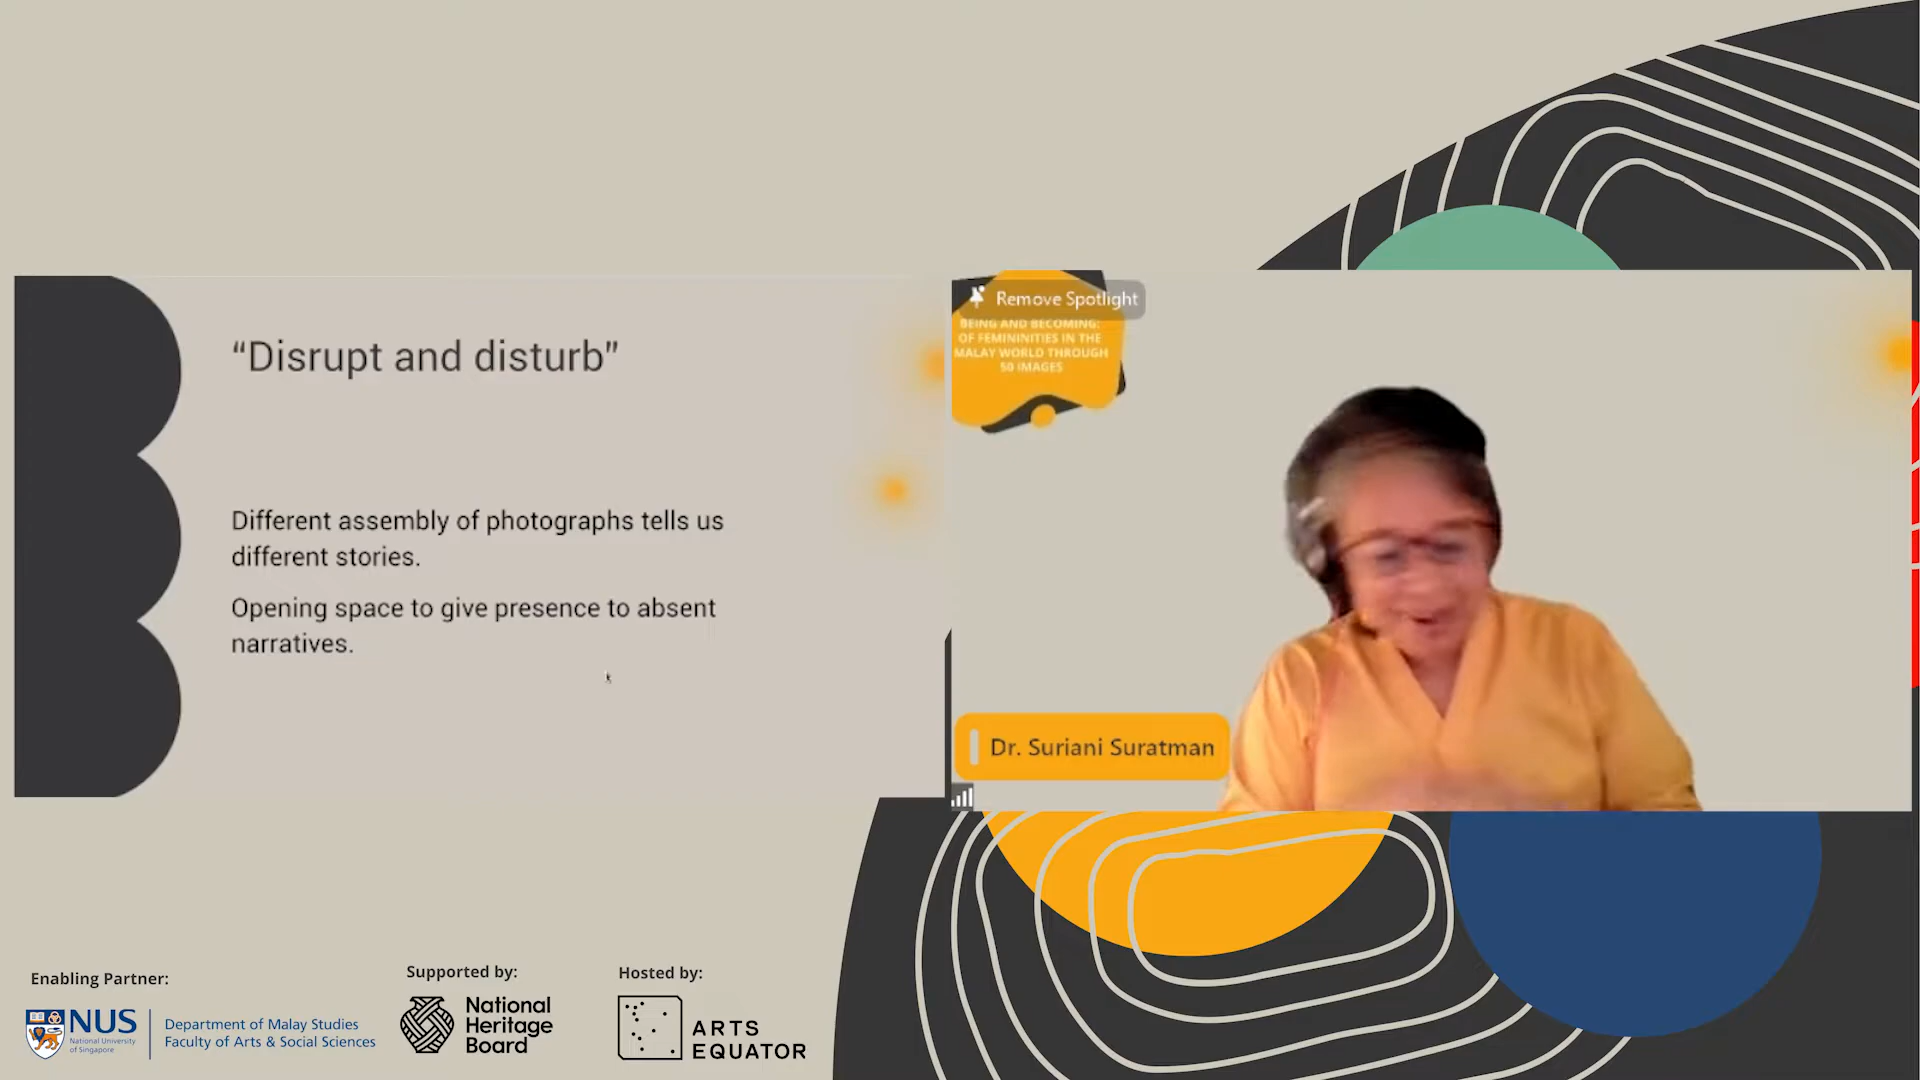 “Disrupt and disturb”
Different assembly of photographs tells us
different stories.
Opening space to give presence to absent
narratives.
Remove Spotlight
BEING AND BECOMING:
OF FEMININITIES IN THE
MALAY WORLD THROUGH
50 IMAGES
Dr. Suriani Suratman
Enabling Partner:
NUS
National University
of Singapore
Department of Malay Studies
Faculty of Arts & Social Sciences
Supported by:
National
Heritage
Board
Hosted by:
ARTS
EQUATOR